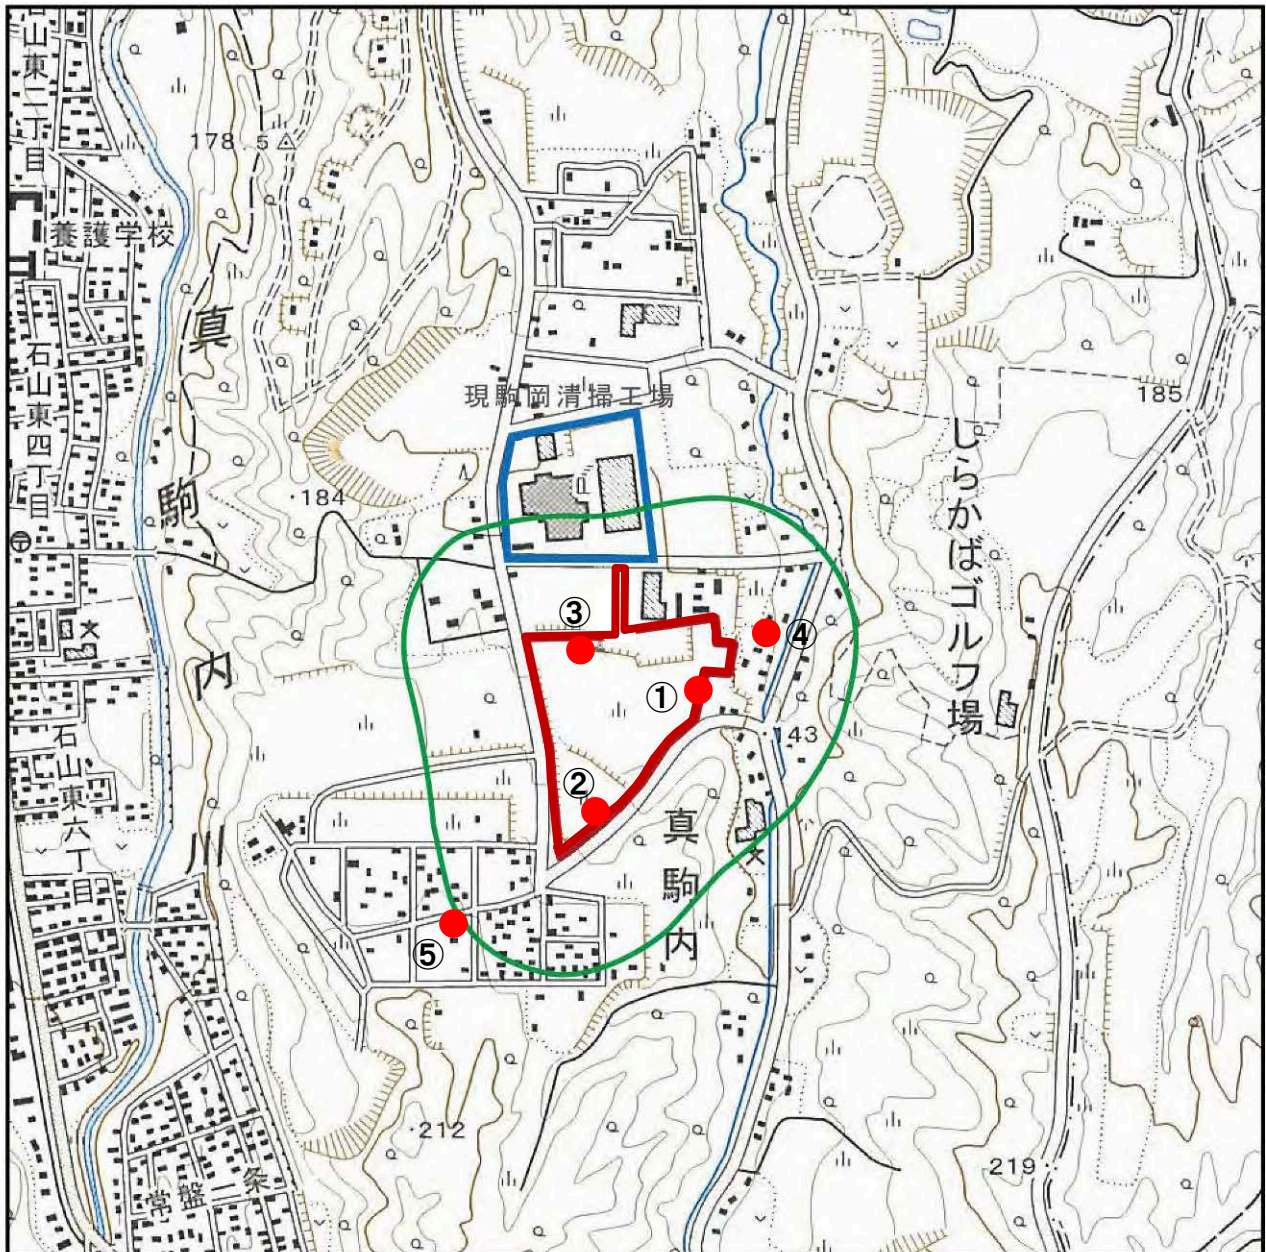 石山東二丁目
178.5
養護学校
石山東四丁目
真駒内川
現駒岡清掃工場
185
・184
しらかばゴルフ場
③
④
①
43
②
石山東六丁目
真駒内
⑤
・212
219
常盤一条